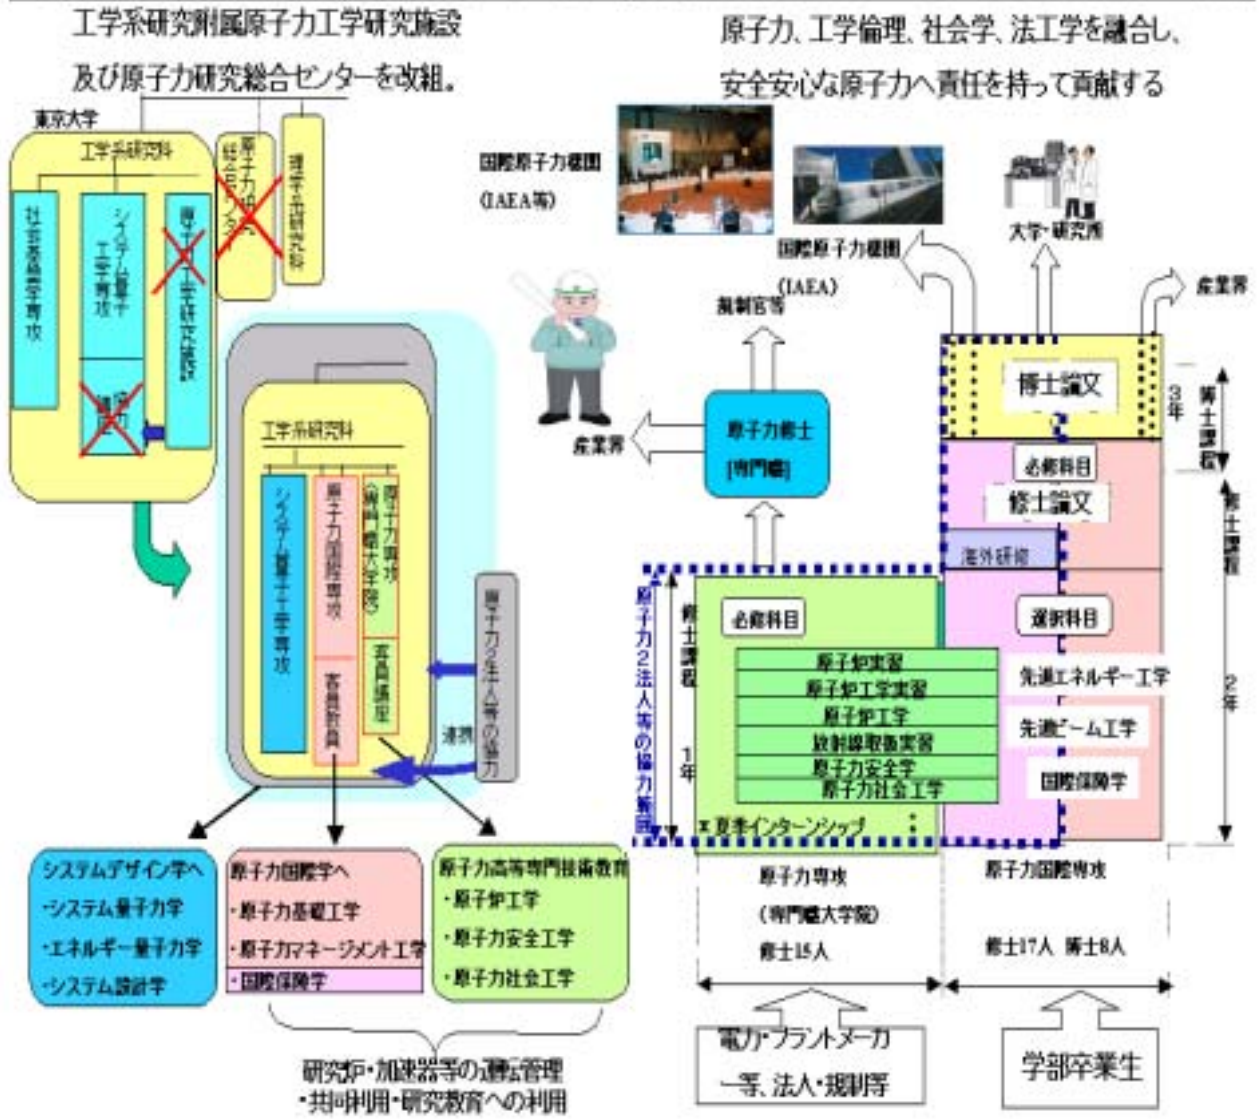 工学系研究附属原子力工学研究施設
及び原子力研究総合センターを改組。
東京大学
工学系研究科
社会基盤学専攻
システム量子
工学専攻
協力
講座
原子力工学研究施設
原子力研究
総合センター
理学系研究科
工学系研究科
システム量子工学専攻
原子力国際専攻
客員教員
原子力専攻
(専門職大学院)
客員講座
原子力2法人等の協力
連携
システムデザイン学へ
・システム量子力学
・エネルギー量子力学
・システム設計学
原子力国際学へ
・原子力基礎工学
・原子力マネージメント工学
・国際保障学
原子力高等専門技術教育
・原子炉工学
・原子力安全工学
・原子力社会工学
研究炉・加速器等の運転管理
・共同利用・研究教育への利用
原子力、工学倫理、社会学、法工学を融合し、
安全安心な原子力へ責任を持って貢献する
国際原子力機関
(IAEA等)
国際原子力機関
(IAEA)
大学・研究所
産業界
規制官等
産業界
原子力修士
[専門職]
博士論文
3年
博士課程
必修科目
修士論文
海外研修
修士課程
2年
選択科目
先進エネルギー工学
先進ビーム工学
国際保障学
原子力2法人等の協力範囲
修士課程
1年
必修科目
原子炉実習
原子炉工学実習
原子炉工学
放射線取扱実習
原子力安全学
原子力社会工学
夏季インターンシップ
原子力専攻
(専門職大学院)
修士15人
原子力国際専攻
修士17人 博士8人
電力・プラントメーカ
ー等、法人・規制等
学部卒業生